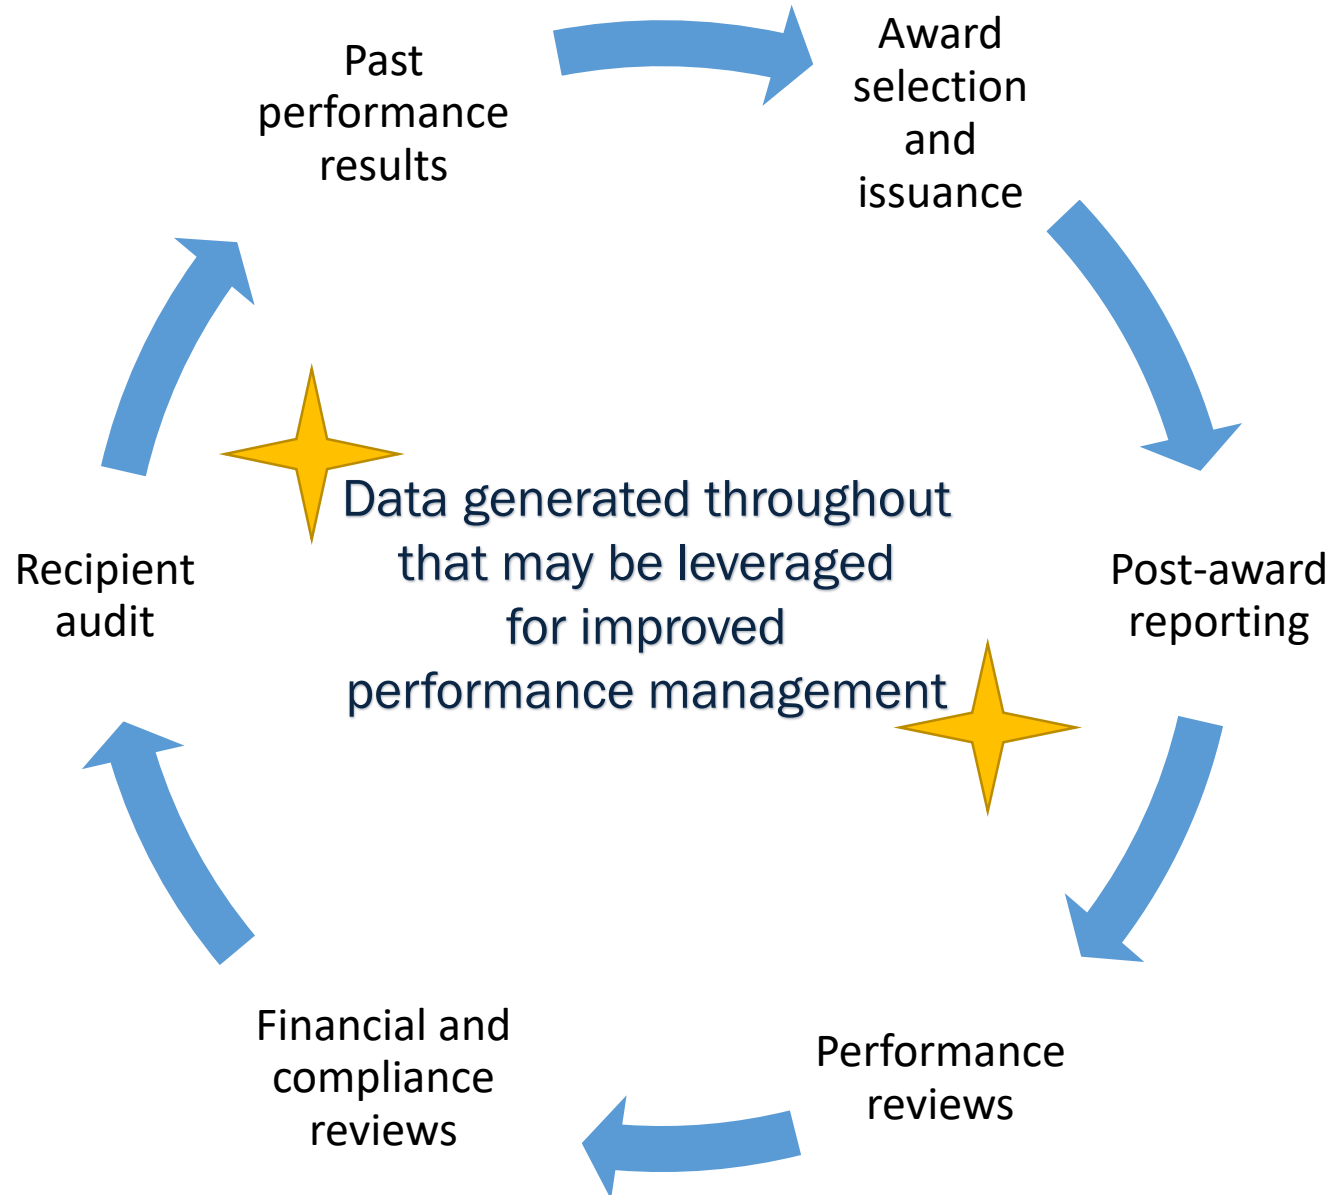 Past
performance
results
Award
selection
and
issuance
Data generated throughout
that may be leveraged
for improved
performance management
Recipient
audit
Post-award
reporting
Financial and
compliance
reviews
Performance
reviews